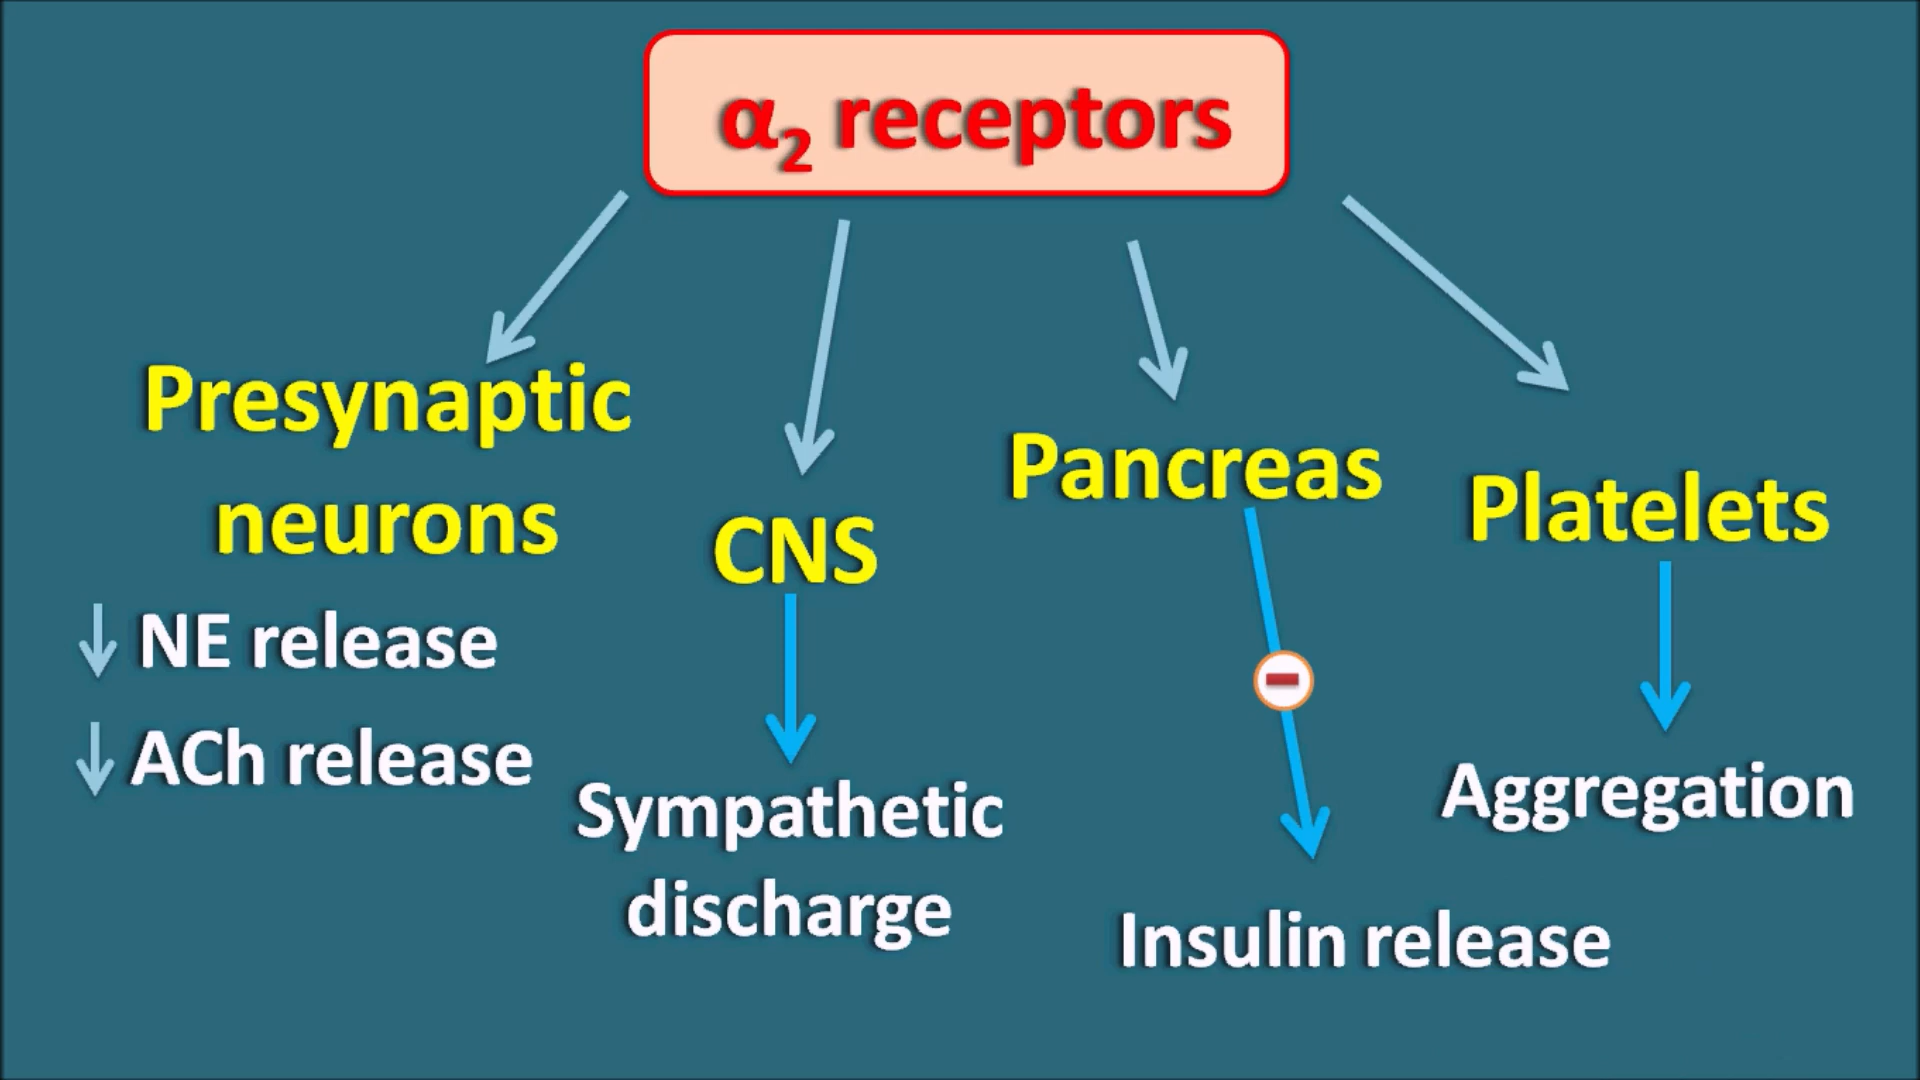 α₂ receptors
Presynaptic
neurons
↓ NE release
↓ ACh release
CNS
Sympathetic
discharge
Pancreas
Insulin release
Platelets
Aggregation